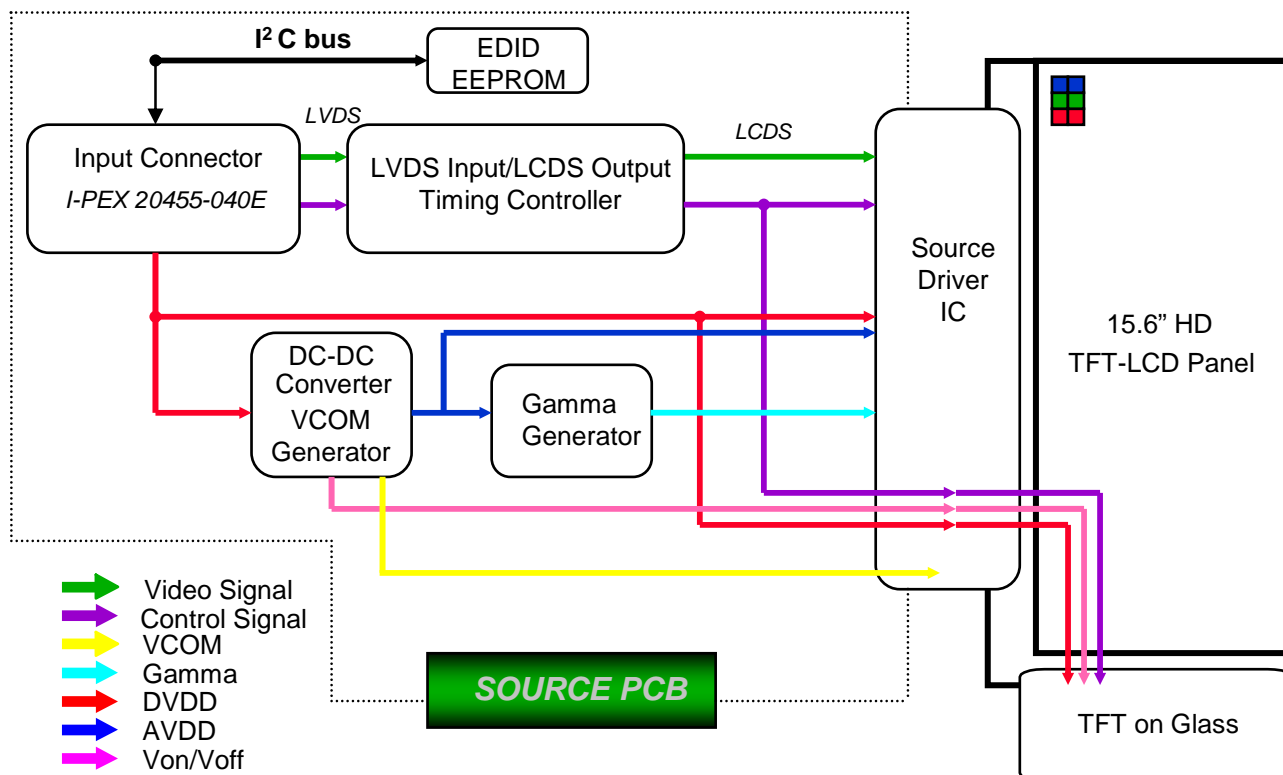 I² C bus
EDID
EEPROM
LVDS
LCDS
Input Connector
I-PEX 20455-040E
LVDS Input/LCDS Output
Timing Controller
Source
Driver
IC
15.6” HD
TFT-LCD Panel
DC-DC
Converter
VCOM
Generator
Gamma
Generator
Video Signal
Control Signal
VCOM
Gamma
DVDD
AVDD
Von/Voff
SOURCE PCB
TFT on Glass